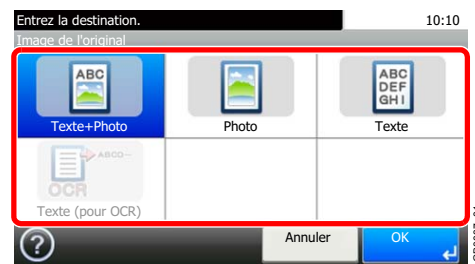 Entrez la destination. 10:10
Image de l'original
ABC
ABC
DEF
GHI
Texte+Photo Photo Texte
ABCD
OCR
Texte (pour OCR)
? Annuler OK